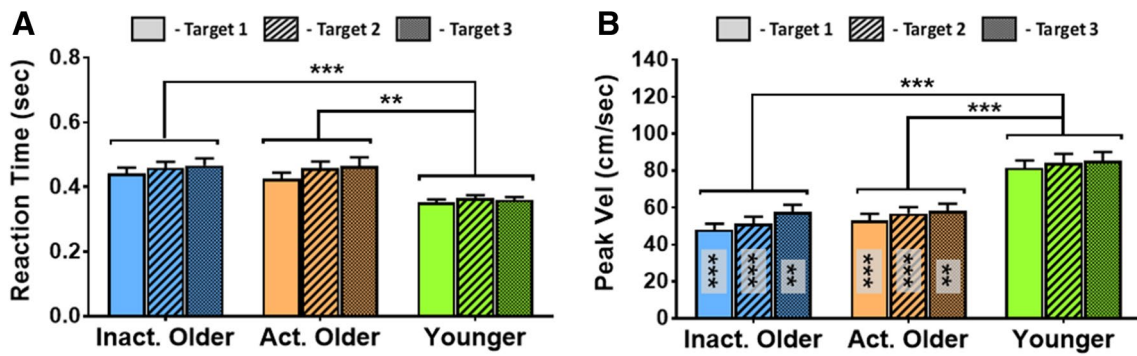 A
- Target 1 - Target 2 - Target 3
Reaction Time (sec)
0.8
0.6
0.4
0.2
0.0
***
**
Inact. Older Act. Older Younger
B
- Target 1 - Target 2 - Target 3
Peak Vel (cm/sec)
140
120
100
80
60
40
20
0
***
***
*** *** ** *** *** **
Inact. Older Act. Older Younger